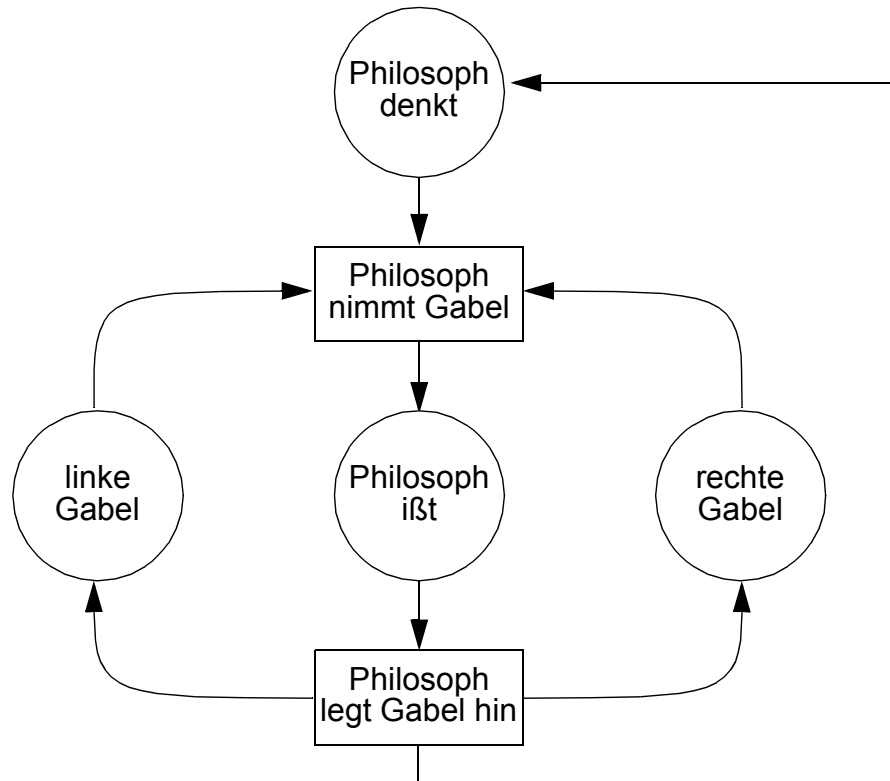 Philosoph
denkt
Philosoph
nimmt Gabel
linke
Gabel
Philosoph
ißt
rechte
Gabel
Philosoph
legt Gabel hin